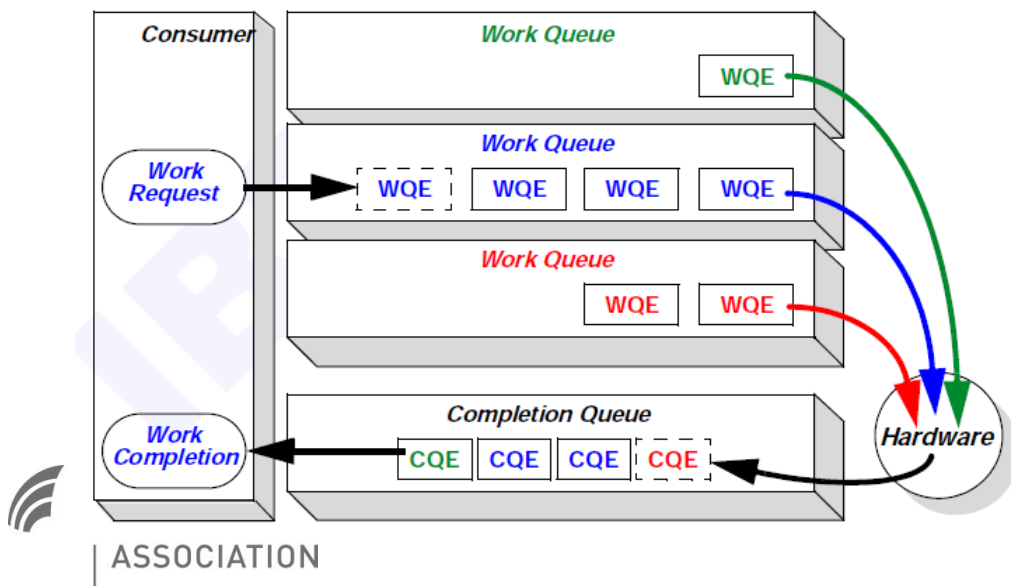 Consumer
Work Queue
WQE
Work Queue
Work
Request
WQE
WQE
WQE
WQE
Work Queue
WQE
WQE
Completion Queue
Work
Completion
CQE
CQE
CQE
CQE
Hardware
ASSOCIATION